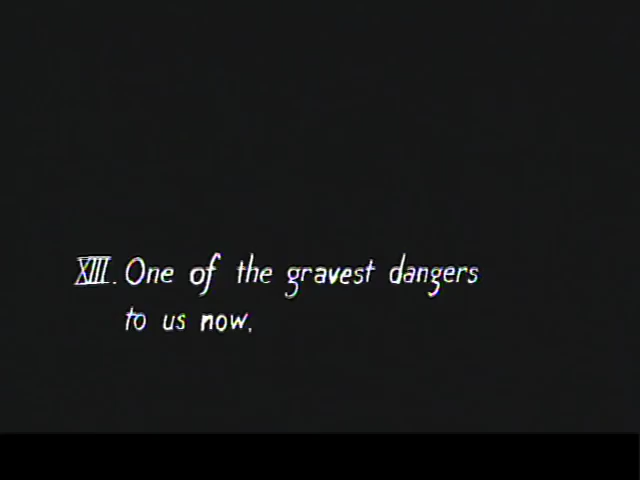 XIII. One of the gravest dangers
to us now.